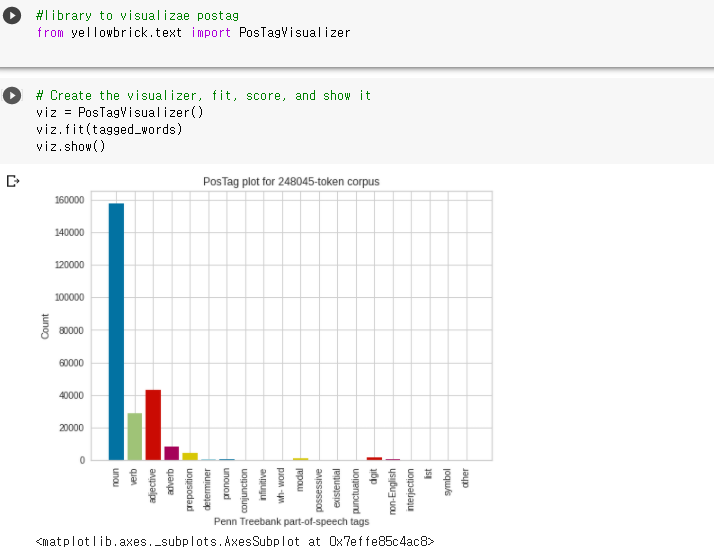 #library to visualizae postag
from yellowbrick.text import PosTagVisualizer
# Create the visualizer, fit, score, and show it
viz = PosTagVisualizer()
viz.fit(tagged_words)
viz.show()
PosTag plot for 248045-token corpus
160000
140000
120000
100000
80000
60000
40000
20000
0
Count
noun
verb
adjective
adverb
preposition
determiner
pronoun
conjunction
infinitive
wh- word
modal
possessive
existential
punctuation
digit
non-English
interjection
list
symbol
other
Penn Treebank part-of-speech tags
<matplotlib.axes._subplots.AxesSubplot at 0x7effe85c4ac8>